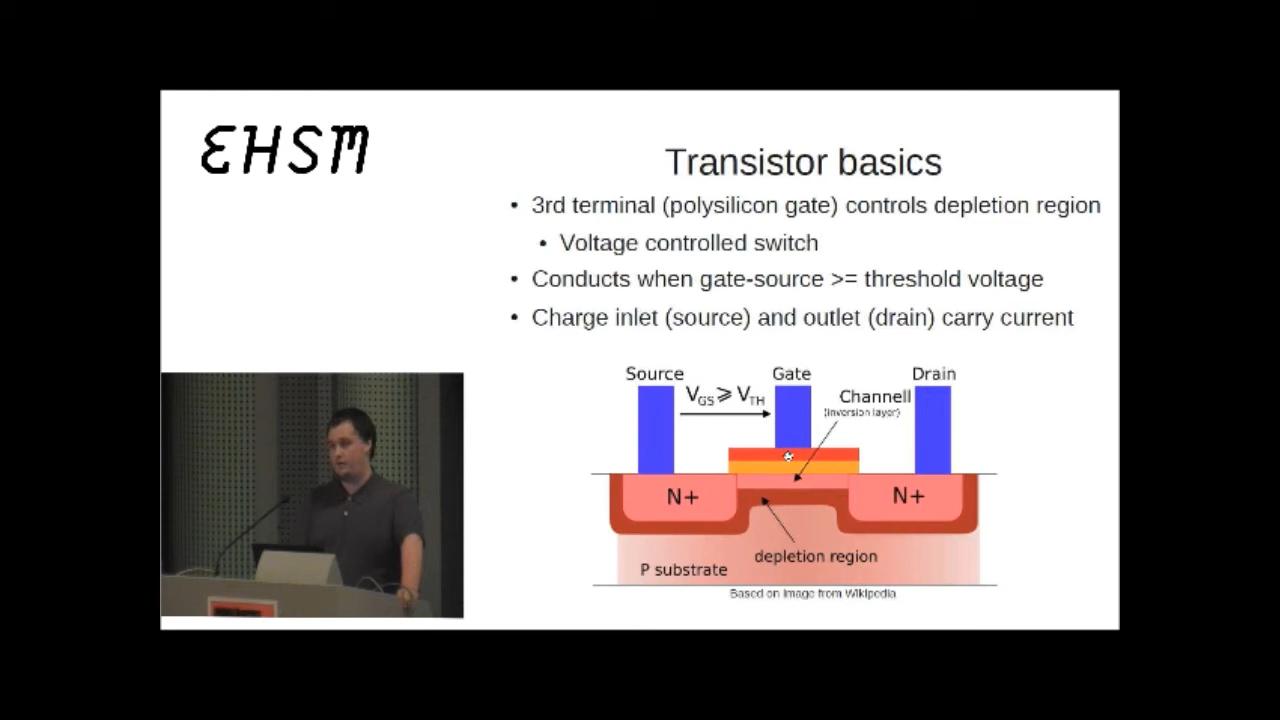 EHSM
Transistor basics
• 3rd terminal (polysilicon gate) controls depletion region
• Voltage controlled switch
• Conducts when gate-source >= threshold voltage
• Charge inlet (source) and outlet (drain) carry current
Source
Gate
Drain
VGS ⩾ VTH
Channell
(inversion layer)
N+
N+
depletion region
P substrate
Based on image from Wikipedia